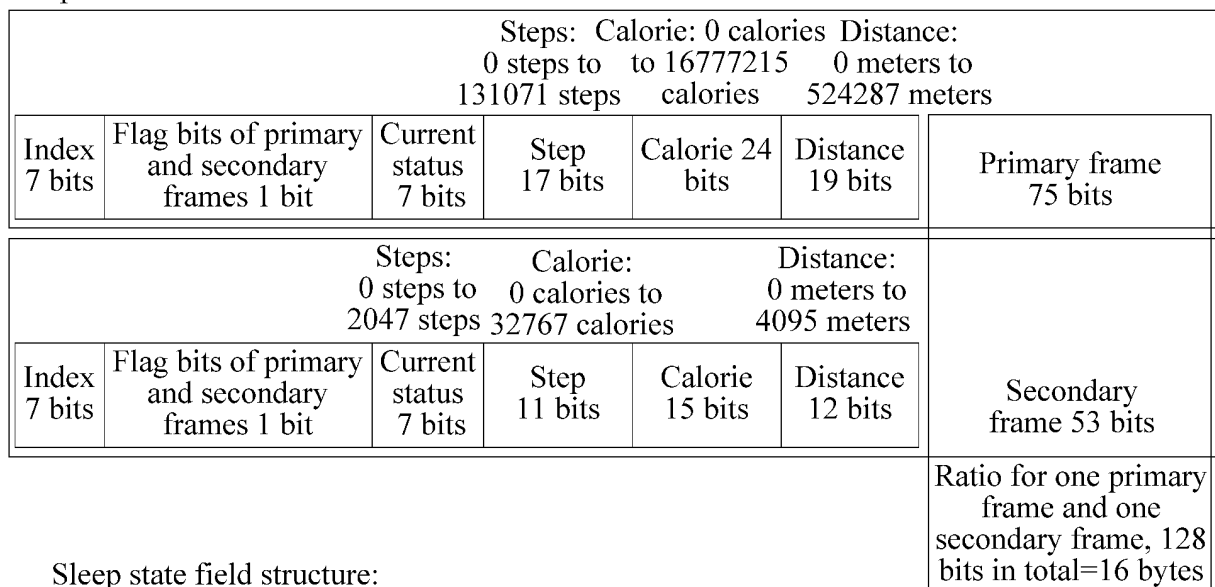 Steps: Calorie: 0 calories Distance:
0 steps to to 16777215 0 meters to
131071 steps calories 524287 meters
Index
7 bits
Flag bits of primary
and secondary
frames 1 bit
Current
status
7 bits
Step
17 bits
Calorie 24
bits
Distance
19 bits
Primary frame
75 bits
Steps:
0 steps to
2047 steps
Calorie:
0 calories to
32767 calories
Distance:
0 meters to
4095 meters
Index
7 bits
Flag bits of primary
and secondary
frames 1 bit
Current
status
7 bits
Step
11 bits
Calorie
15 bits
Distance
12 bits
Secondary
frame 53 bits
Ratio for one primary
frame and one
secondary frame, 128
bits in total=16 bytes
Sleep state field structure: